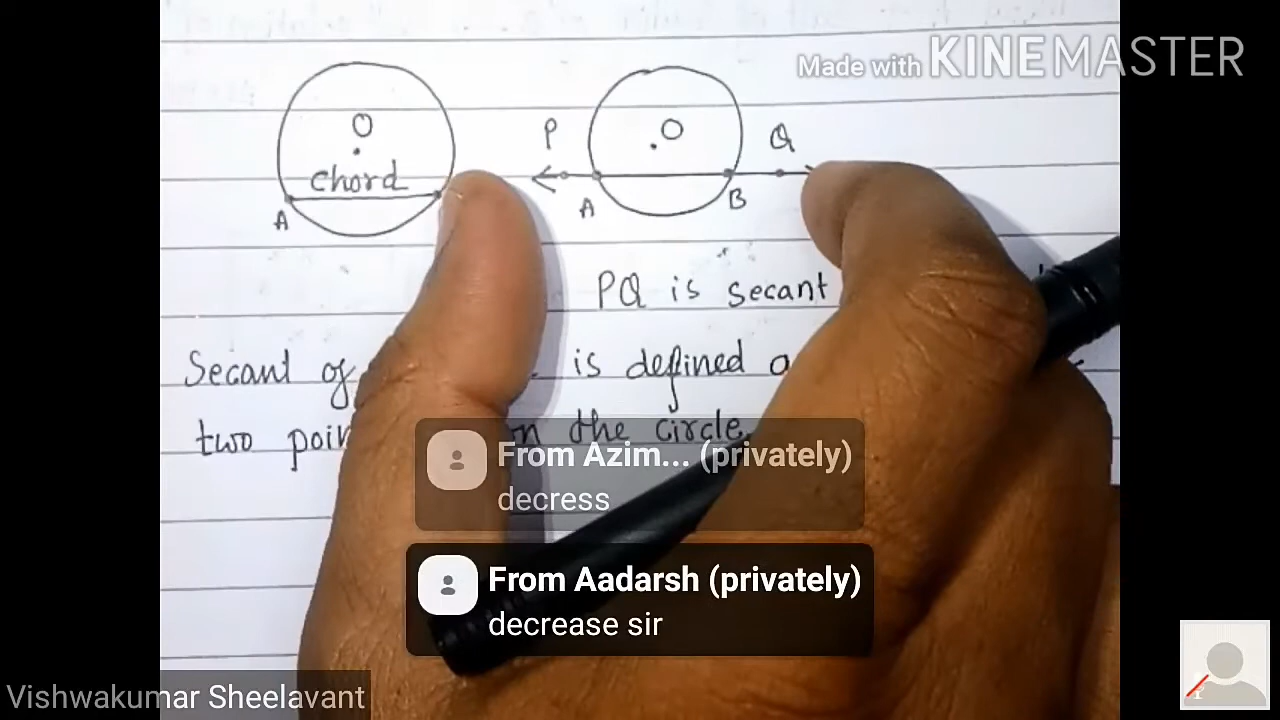 Made with KINEMASTER
O
chord
A
P
O
Q
A
B
PQ is secant
Secant of is defined
two on the circle.
From Azim... (privately)
decress
From Aadarsh (privately)
decrease sir
Vishwakumar Sheelavant